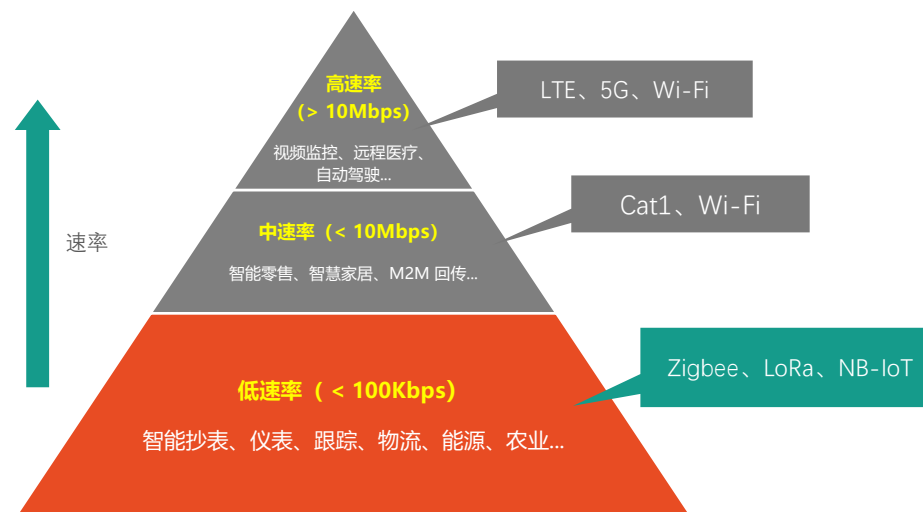 高速率
(> 10Mbps)
视频监控、远程医疗、
自动驾驶...
LTE、5G、Wi-Fi
速率
中速率（< 10Mbps)
智能零售、智慧家居、M2M 回传...
Cat1、Wi-Fi
低速率（ < 100Kbps）
智能抄表、仪表、跟踪、物流、能源、农业...
Zigbee、LoRa、NB-IoT